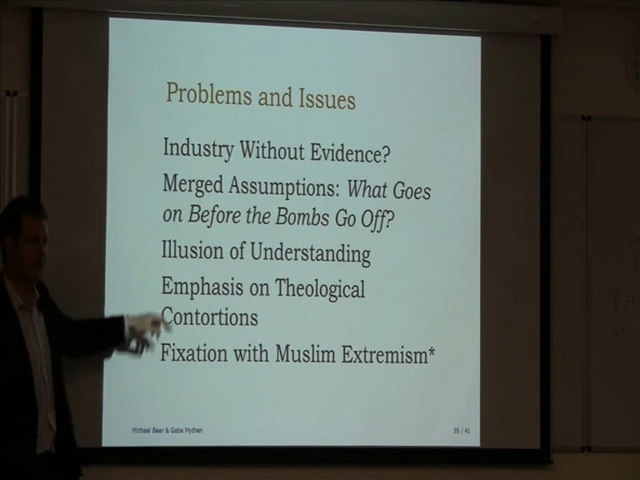 Problems and Issues
Industry Without Evidence?
Merged Assumptions: What Goes
on Before the Bombs Go Off?
Illusion of Understanding
Emphasis on Theological
Contortions
Fixation with Muslim Extremism*
Michael Beer & Gabe Mythen
/ 41